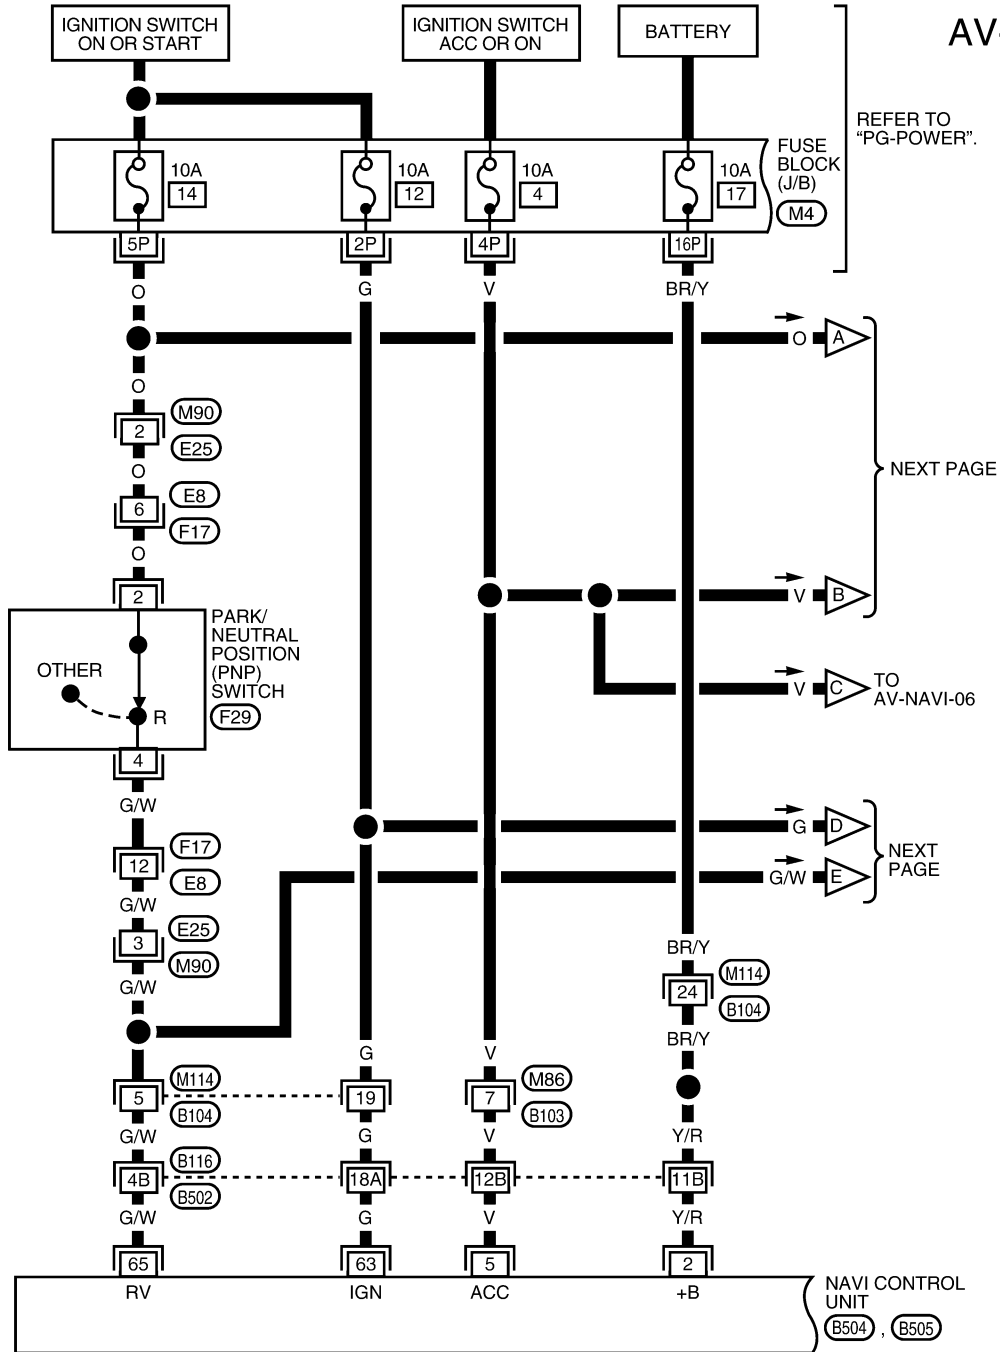 IGNITION SWITCH
ON OR START
IGNITION SWITCH
ACC OR ON
BATTERY
AV-
REFER TO
“PG-POWER”.
10A
14
10A
12
10A
4
10A
17
FUSE
BLOCK
(J/B)
M4
5P
2P
4P
16P
O
G
V
BR/Y
O
A
O
M90
2
E25
NEXT PAGE
O
E8
6
F17
O
2
V
B
PARK/
NEUTRAL
POSITION
(PNP)
SWITCH
F29
OTHER
R
V
C
TO
AV-NAVI-06
4
G/W
G
D
F17
12
E8
G/W
E
NEXT
PAGE
G/W
E25
3
M90
BR/Y
M114
24
B104
G/W
BR/Y
G
V
M114
5
B104
19
M86
7
B103
G/W
G
V
Y/R
B116
4B
B502
18A
12B
11B
G/W
G
V
Y/R
65
63
5
2
RV
IGN
ACC
+B
NAVI CONTROL
UNIT
B504 , B505